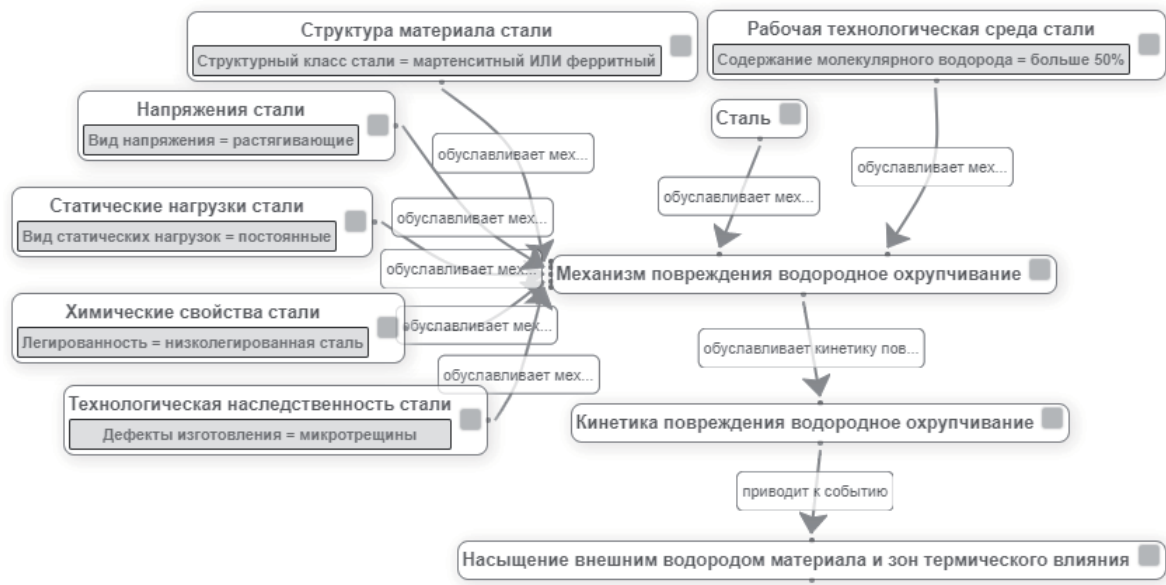 Структура материала стали
Структурный класс стали = мартенситный ИЛИ ферритный
Рабочая технологическая среда стали
Содержание молекулярного водорода = больше 50%
Напряжения стали
Вид напряжения = растягивающие
Сталь
обуславливает мех...
обуславливает мех...
обуславливает мех...
Статические нагрузки стали
Вид статических нагрузок = постоянные
обуславливает мех...
обуславливает мех...
Механизм повреждения водородное охрупчивание
Химические свойства стали
Легированность = низколегированная сталь
обуславливает мех...
обуславливает кинетику пов...
обуславливает мех...
Технологическая наследственность стали
Дефекты изготовления = микротрещины
Кинетика повреждения водородное охрупчивание
приводит к событию
Насыщение внешним водородом материала и зон термического влияния